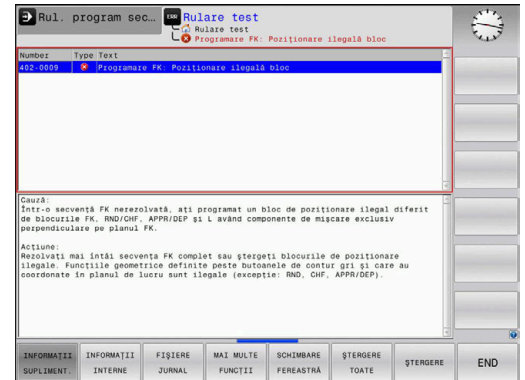 Rul. program sec...
ERR Rulare test
Rulare test
Programare FK: Poziționare ilegală bloc
Number Type Text
402-0009 Programare FK: Poziționare ilegală bloc
Cauză:
Într-o secvență FK nerezolvată, ați programat un bloc de poziționare ilegal diferit
de blocurile FK, RND/CHF, APPR/DEP și L având componente de mișcare exclusiv
perpendiculare pe planul FK.
Acțiune:
Rezolvați mai întâi secvența FK complet sau ștergeți blocurile de poziționare
ilegale. Funcțiile geometrice definite peste butoanele de contur gri și care au
coordonate în planul de lucru sunt ilegale (excepție: RND, CHF, APPR/DEP).
INFORMAȚII INFORMAȚII FIȘIERE MAI MULTE SCHIMBARE ȘTERGERE ȘTERGERE END
SUPLIMENT. INTERNE JURNAL FUNCȚII FEREASTRĂ TOATE